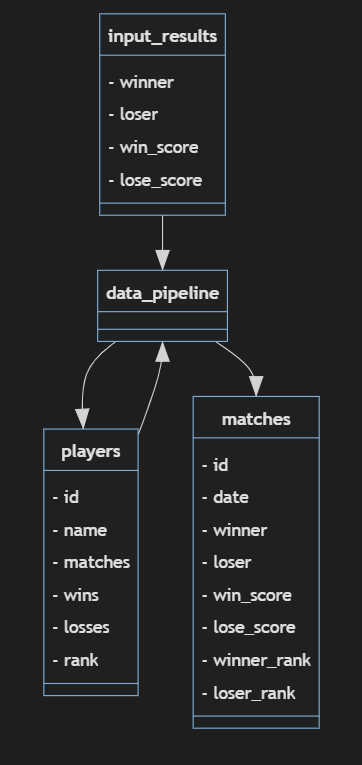 input_results
- winner
- loser
- win_score
- lose_score
data_pipeline
players
- id
- name
- matches
- wins
- losses
- rank
matches
- id
- date
- winner
- loser
- win_score
- lose_score
- winner_rank
- loser_rank